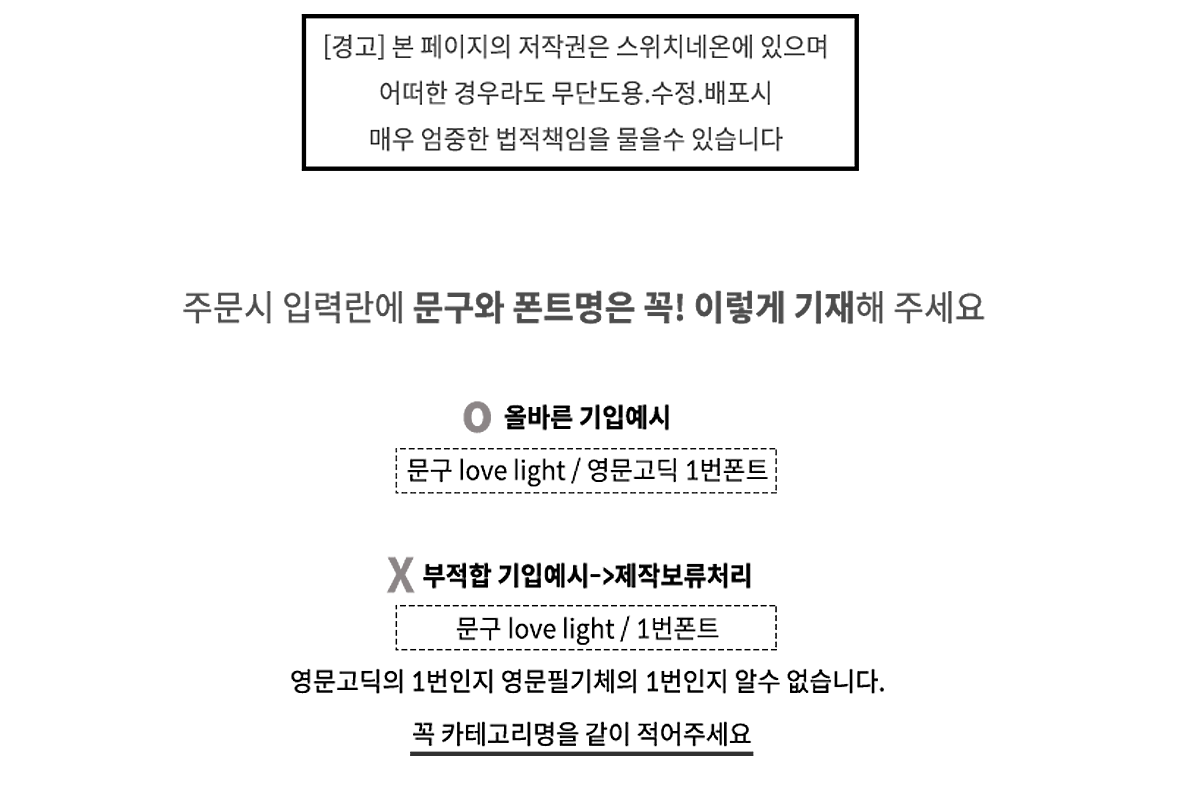 [경고] 본 페이지의 저작권은 스위치네온에 있으며
어떠한 경우라도 무단도용.수정.배포시
매우 엄중한 법적책임을 물을수 있습니다
주문시 입력란에 문구와 폰트명은 꼭! 이렇게 기재해 주세요
O 올바른 기입예시
문구 love light / 영문고딕 1번폰트
X 부적합 기입예시->제작보류처리
문구 love light / 1번폰트
영문고딕의 1번인지 영문필기체의 1번인지 알수 없습니다.
꼭 카테고리명을 같이 적어주세요